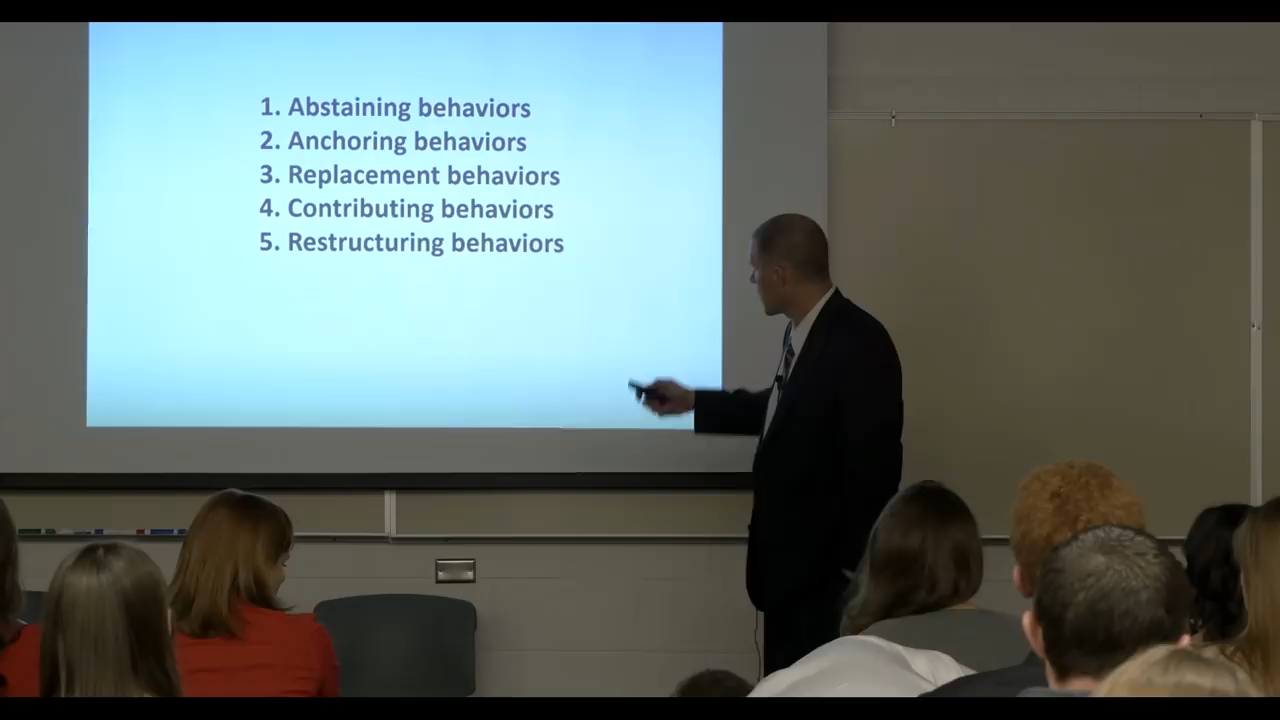 1. Abstaining behaviors
2. Anchoring behaviors
3. Replacement behaviors
4. Contributing behaviors
5. Restructuring behaviors